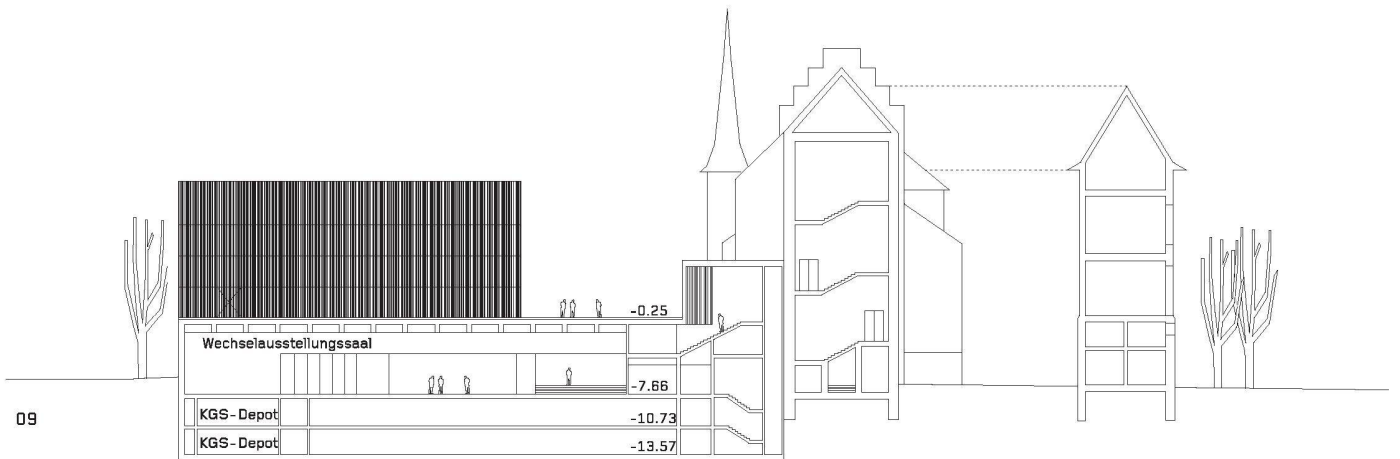 -0.25
Wechselausstellungssaal
-7.66
09
KGS-Depot
-10.73
KGS-Depot
-13.57